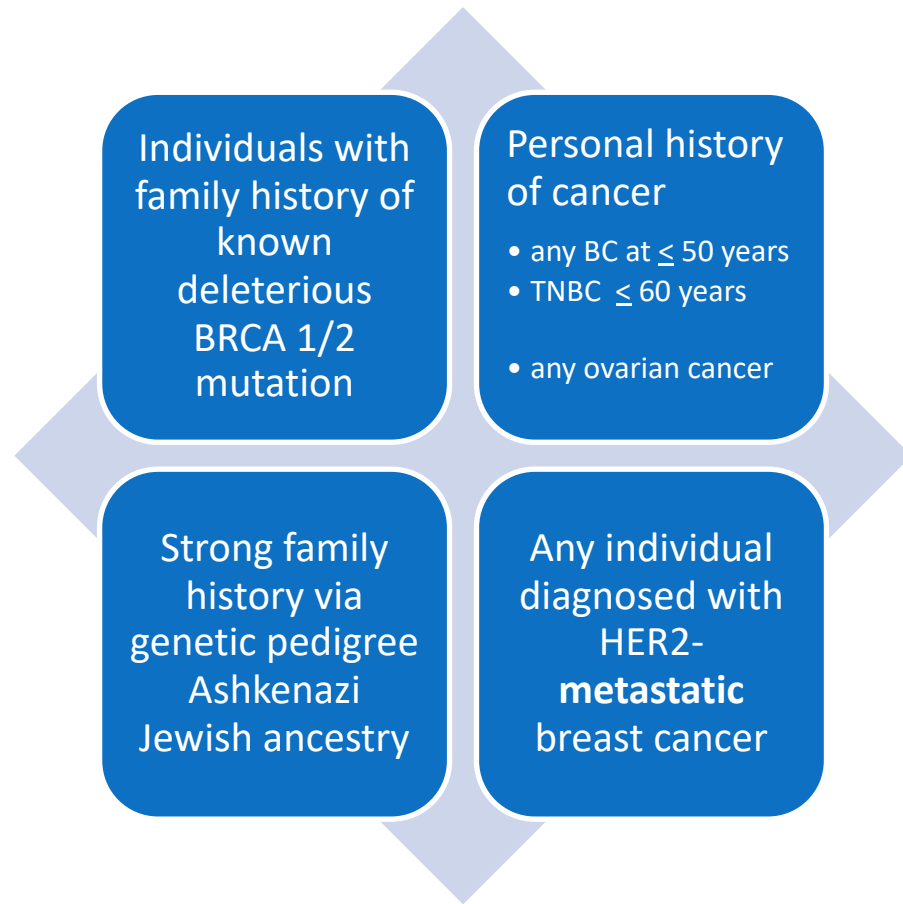 Individuals with
family history of
known
deleterious
BRCA 1/2
mutation
Personal history
of cancer
• any BC at ≤ 50 years
• TNBC ≤ 60 years
• any ovarian cancer
Strong family
history via
genetic pedigree
Ashkenazi
Jewish ancestry
Any individual
diagnosed with
HER2-
metastatic
breast cancer